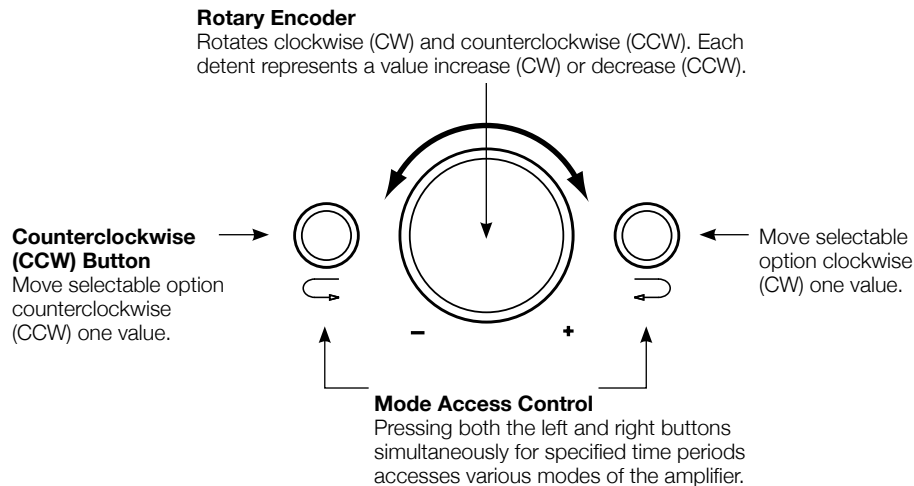 Rotary Encoder
Rotates clockwise (CW) and counterclockwise (CCW). Each
detent represents a value increase (CW) or decrease (CCW).
Counterclockwise
(CCW) Button
Move selectable option
counterclockwise
(CCW) one value.
Move selectable
option clockwise
(CW) one value.
– +
Mode Access Control
Pressing both the left and right buttons
simultaneously for specified time periods
accesses various modes of the amplifier.